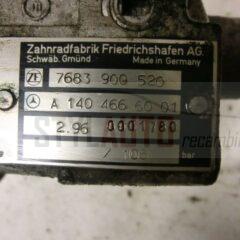 Zahnradfabrik Friedrichshafen AG.
Schwäb. Gmünd Made in Germany
ZF 7683 900 526
A 140 466 60 01
2.96 0001780
/ 105 bar